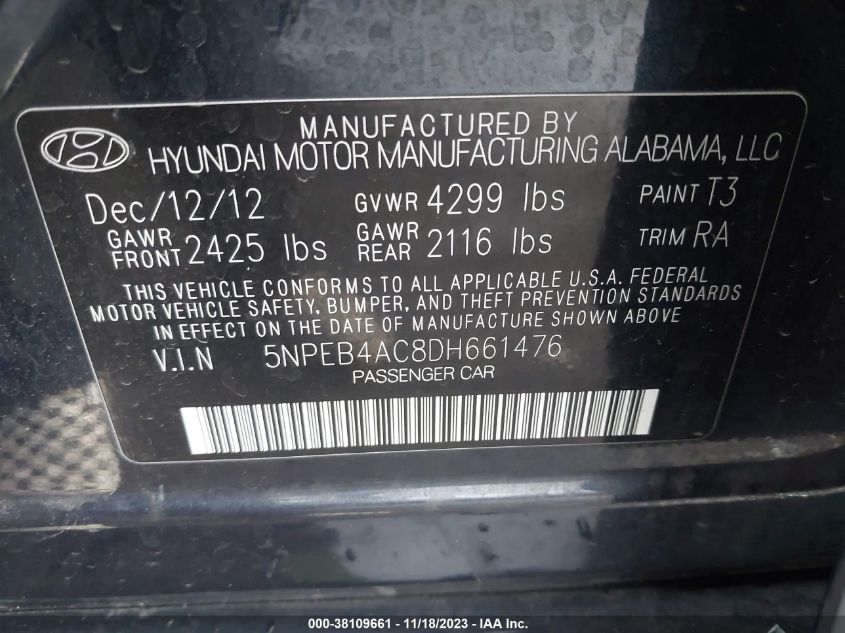 MANUFACTURED BY
HYUNDAI MOTOR MANUFACTURING ALABAMA, LLC
Dec/12/12 GVWR 4299 lbs PAINT T3
GAWR FRONT 2425 lbs GAWR REAR 2116 lbs TRIM RA
THIS VEHICLE CONFORMS TO ALL APPLICABLE U.S.A. FEDERAL
MOTOR VEHICLE SAFETY, BUMPER, AND THEFT PREVENTION STANDARDS
IN EFFECT ON THE DATE OF MANUFACTURE SHOWN ABOVE
V.I.N 5NPEB4AC8DH661476
PASSENGER CAR
000-38109661 - 11/18/2023 - IAA Inc.